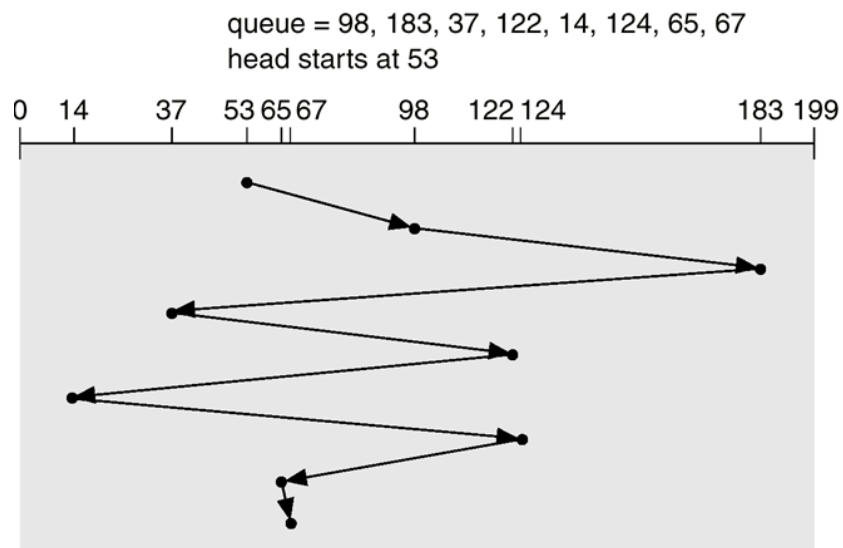 queue = 98, 183, 37, 122, 14, 124, 65, 67
head starts at 53
0 14 37 53 65 67 98 122 124 183 199